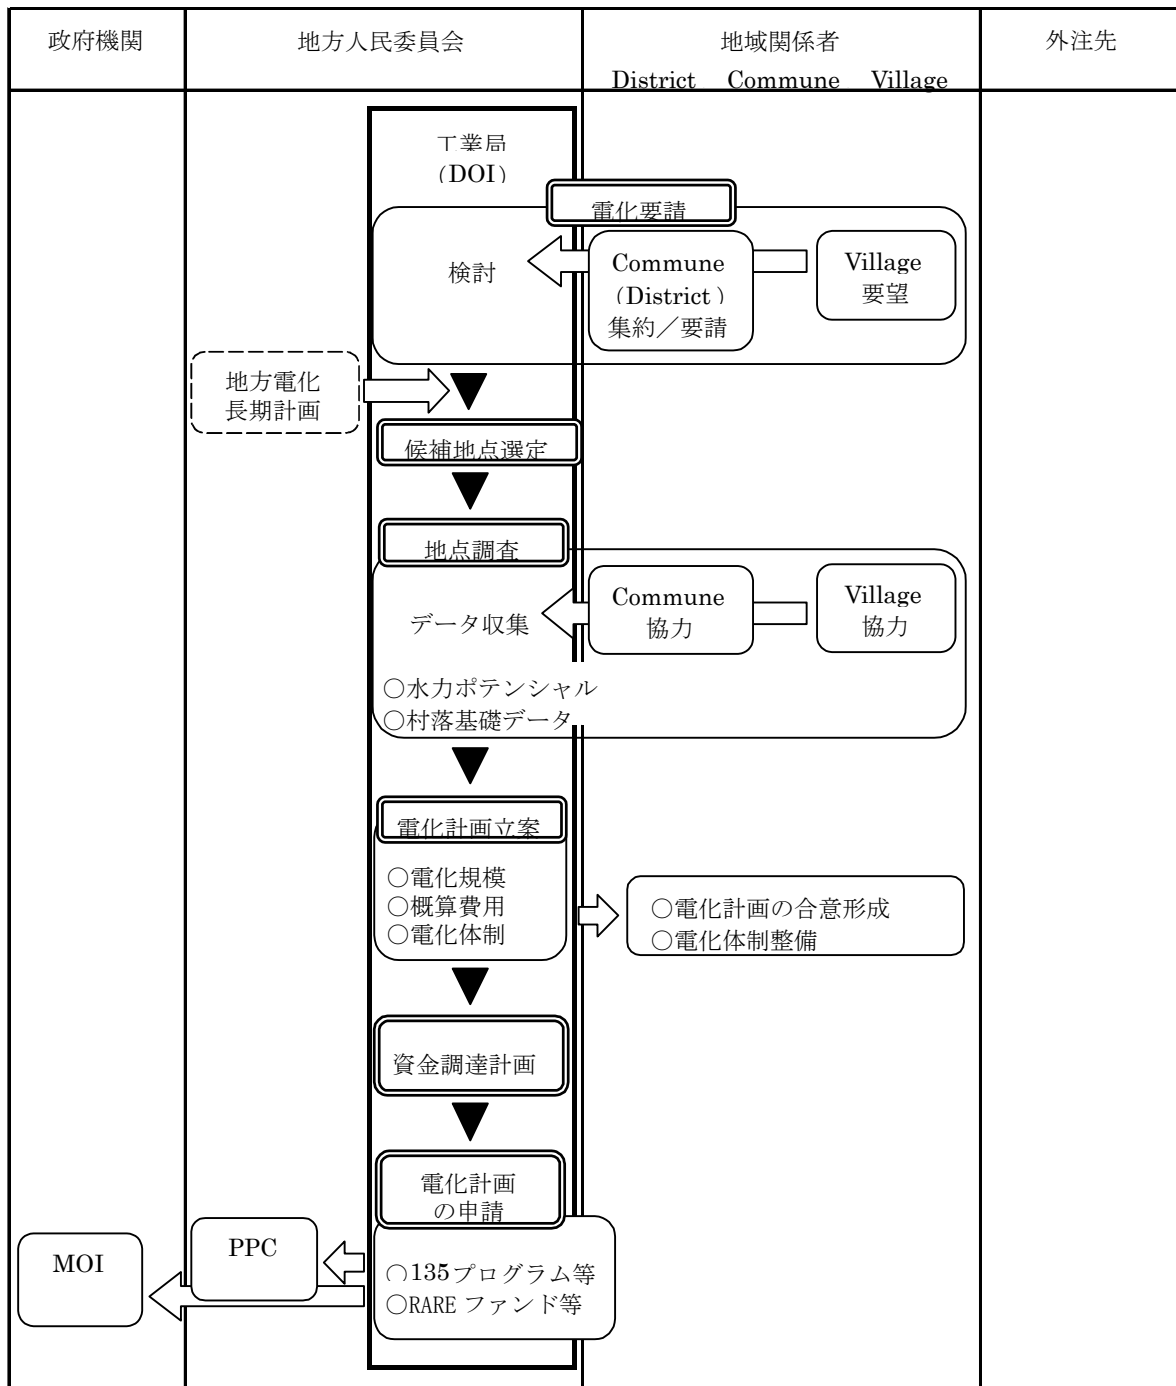 政府機関
地方人民委員会
地域関係者
外注先
District Commune Village
工業局
(DOI)
電化要請
検討
Commune
(District)
集約／要請
Village
要望
地方電化
長期計画
候補地点選定
地点調査
データ収集
Commune
協力
Village
協力
○水力ポテンシャル
○村落基礎データ
電化計画立案
○電化規模
○概算費用
○電化体制
○電化計画の合意形成
○電化体制整備
資金調達計画
電化計画
の申請
MOI
PPC
○135プログラム等
○RARE ファンド等